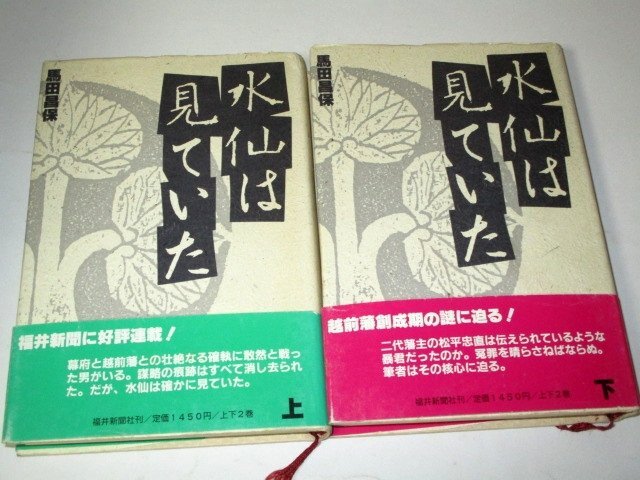 水仙は
見ていた
馬田昌保
福井新聞に好評連載！
幕府と越前藩との壮絶なる確執に敢然と戦っ
た男がいる。謀略の痕跡はすべて消し去られ
た。だが、水仙は確かに見ていた。
福井新聞社刊／定価1450円／上下2巻
上
水仙は
見ていた
馬田昌保
越前藩創成期の謎に迫る！
二代藩主の松平忠直は伝えられているような
暴君だったのか。冤罪を晴らさねばならぬ。
筆者はその核心に迫る。
福井新聞社刊／定価1450円／上下2巻
下